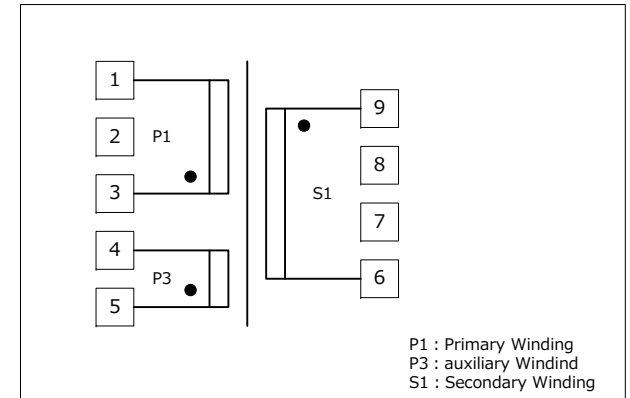 1
2
3
4
5
P1
P3
S1
9
8
7
6
P1 : Primary Winding
P3 : auxiliary Windind
S1 : Secondary Winding